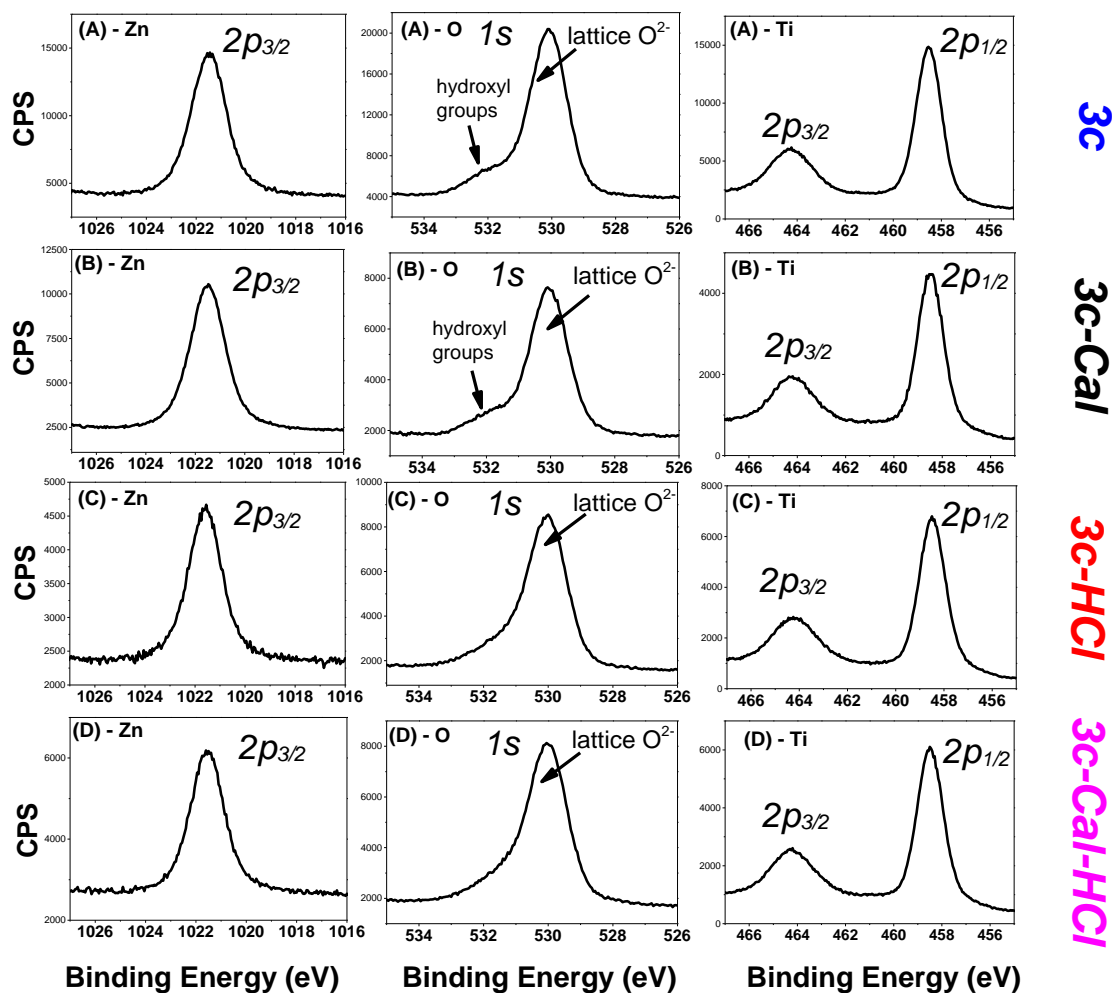 (A) - Zn
2p3/2
CPS
15000
10000
5000
1026 1024 1022 1020 1018 1016
(A) - O
1s
lattice O²⁻
hydroxyl
groups
20000
16000
12000
8000
4000
534 532 530 528 526
(A) - Ti
2p1/2
2p3/2
15000
10000
5000
0
466 464 462 460 458 456
3c
(B) - Zn
2p3/2
CPS
12500
10000
7500
5000
2500
1026 1024 1022 1020 1018 1016
(B) - O
1s
lattice O²⁻
hydroxyl
groups
8000
6000
4000
2000
534 532 530 528 526
(B) - Ti
2p1/2
2p3/2
4000
2000
0
466 464 462 460 458 456
3c-Cal
(C) - Zn
2p3/2
CPS
5000
4500
4000
3500
3000
2500
2000
1026 1024 1022 1020 1018 1016
(C) - O
1s
lattice O²⁻
10000
8000
6000
4000
2000
534 532 530 528 526
(C) - Ti
2p1/2
2p3/2
8000
6000
4000
2000
0
466 464 462 460 458 456
3c-HCl
(D) - Zn
2p3/2
CPS
6000
4000
2000
1026 1024 1022 1020 1018 1016
(D) - O
1s
lattice O²⁻
8000
6000
4000
2000
534 532 530 528 526
(D) - Ti
2p1/2
2p3/2
6000
4000
2000
0
466 464 462 460 458 456
3c-Cal-HCl
Binding Energy (eV)
Binding Energy (eV)
Binding Energy (eV)